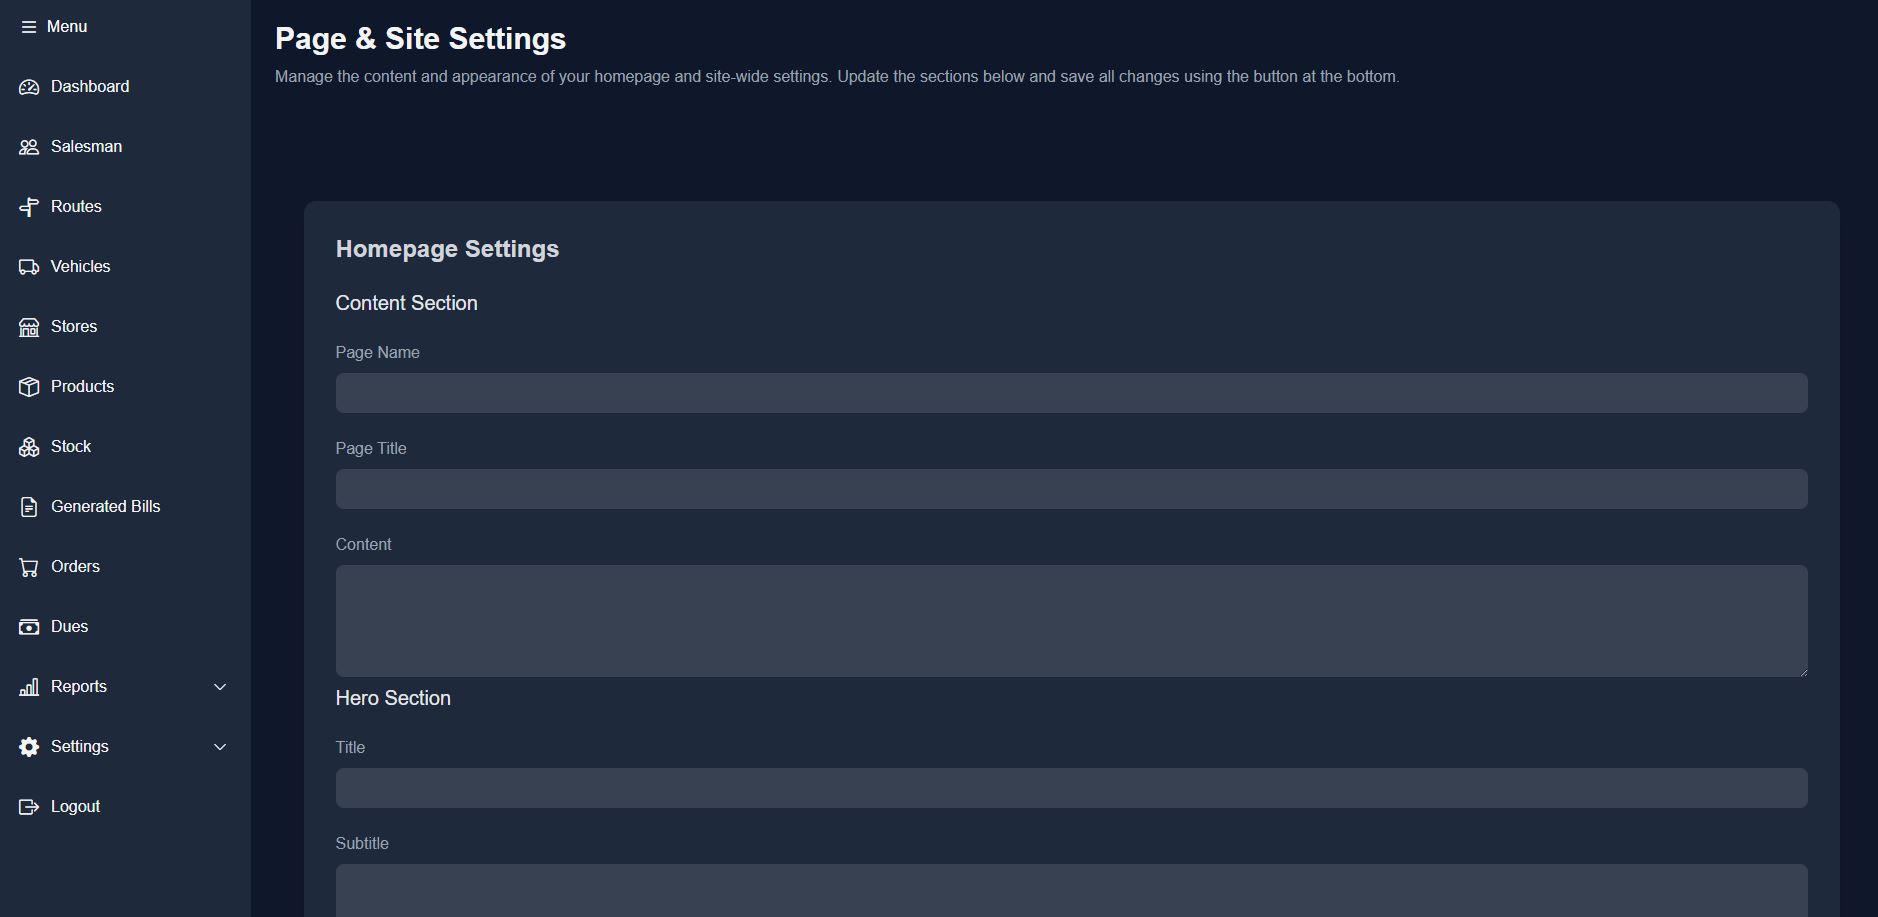 Menu
Dashboard
Salesman
Routes
Vehicles
Stores
Products
Stock
Generated Bills
Orders
Dues
Reports
Settings
Logout
Page & Site Settings
Manage the content and appearance of your homepage and site-wide settings. Update the sections below and save all changes using the button at the bottom.
Homepage Settings
Content Section
Page Name
Page Title
Content
Hero Section
Title
Subtitle